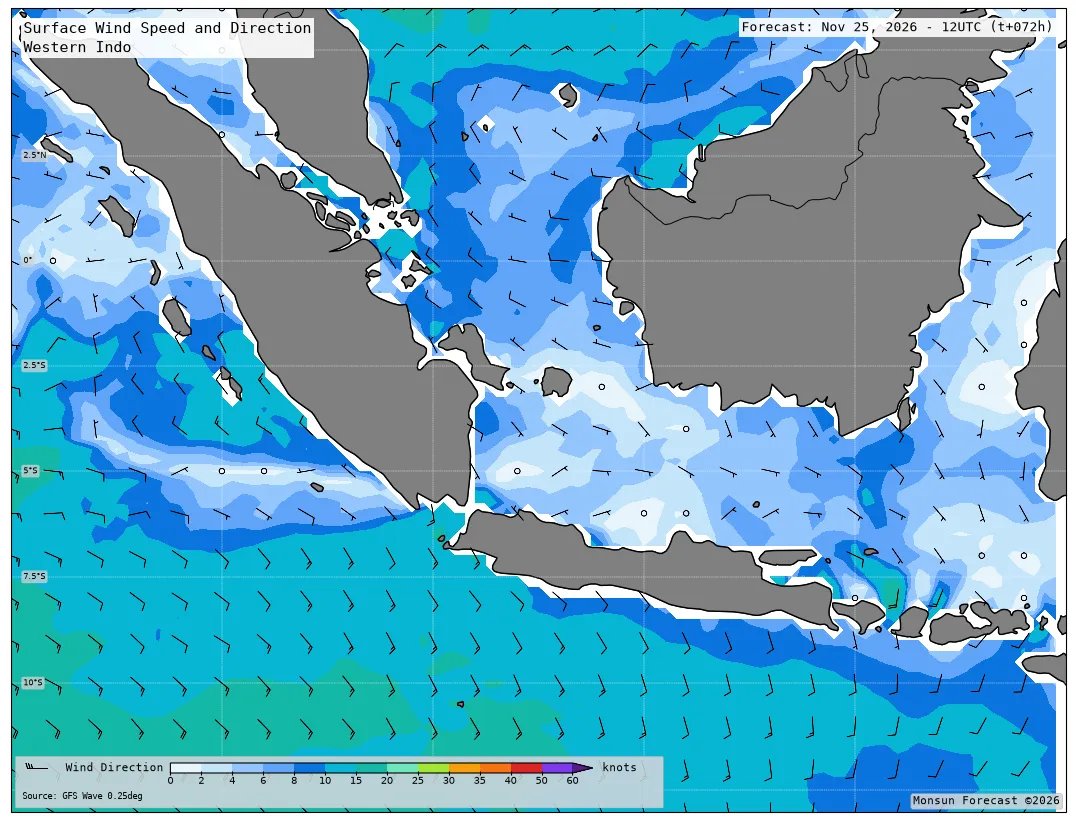 Surface Wind Speed and Direction
Western Indo
Forecast: Nov 25, 2026 - 12UTC (t+072h)
2.5°N
0°
2.5°S
5°S
7.5°S
10°S
Wind Direction
knots
0 2 4 6 8 10 15 20 25 30 35 40 50 60
Source: GFS Wave 0.25deg
Monsun Forecast ©2026